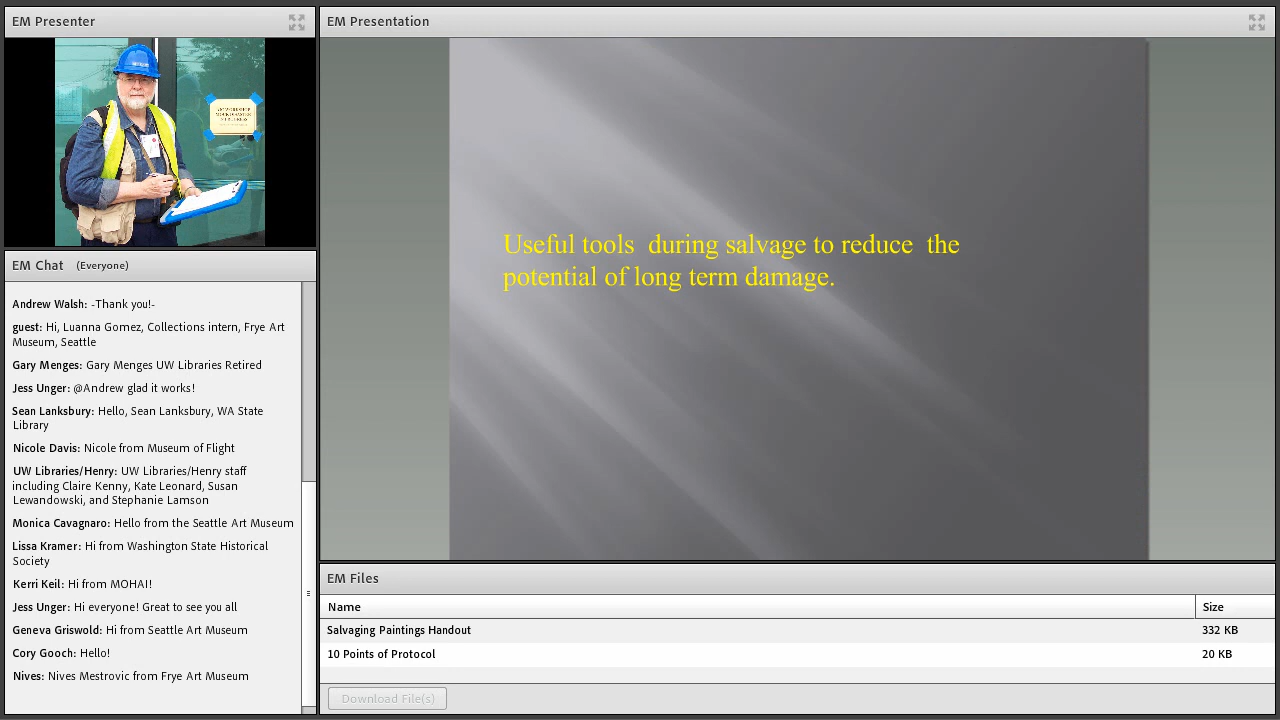 EM Presenter
EM Chat (Everyone)
Andrew Walsh: -Thank you!-
guest: Hi, Luanna Gomez, Collections intern, Frye Art
Museum, Seattle
Gary Menges: Gary Menges UW Libraries Retired
Jess Unger: @Andrew glad it works!
Sean Lanksbury: Hello, Sean Lanksbury, WA State
Library
Nicole Davis: Nicole from Museum of Flight
UW Libraries/Henry: UW Libraries/Henry staff
including Claire Kenny, Kate Leonard, Susan
Lewandowski, and Stephanie Lamson
Monica Cavagnaro: Hello from the Seattle Art Museum
Lissa Kramer: Hi from Washington State Historical
Society
Kerri Keil: Hi from MOHAI!
Jess Unger: Hi everyone! Great to see you all
Geneva Griswold: Hi from Seattle Art Museum
Cory Gooch: Hello!
Nives: Nives Mestrovic from Frye Art Museum
EM Presentation
Useful tools during salvage to reduce the
potential of long term damage.
EM Files
Name Size
Salvaging Paintings Handout 332 KB
10 Points of Protocol 20 KB
Download File(s)